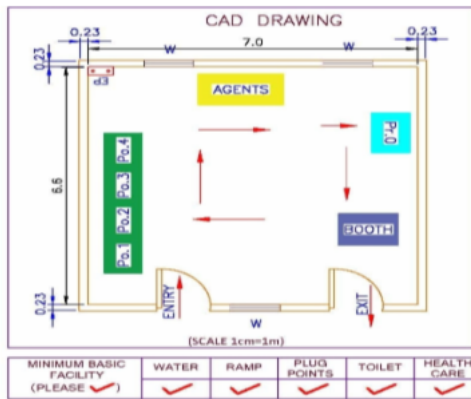 CAD DRAWING
0.23 7.0 0.23
W W
0.23
AGENTS
Pr.O
6.6
Po.4
Po.3
Po.2
Po.1
BOOTH
ENTRY EXIT
0.23
W
(SCALE 1cm=1m)
MINIMUM BASIC FACILITY (PLEASE ✓)
WATER
RAMP
PLUG POINTS
TOILET
HEALTH CARE
✓ ✓ ✓ ✓ ✓